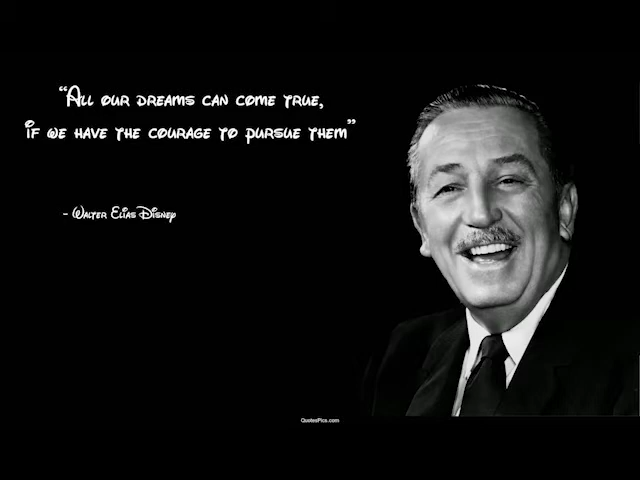 “All our dreams can come true,
if we have the courage to pursue them”
- Walter Elias Disney
QuotesPics.com